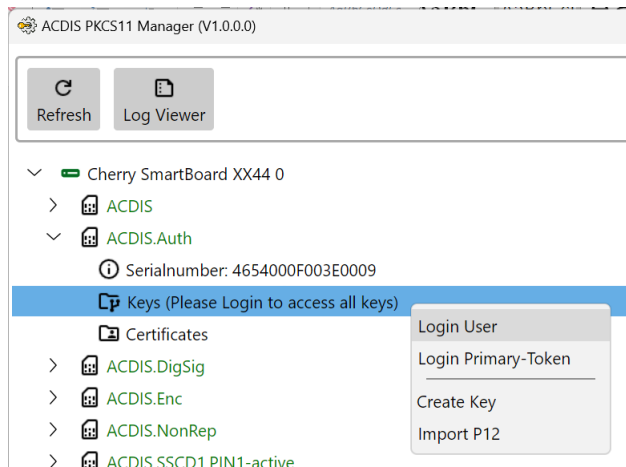 ACDIS PKCS11 Manager (V1.0.0.0)
Refresh
Log Viewer
Cherry SmartBoard XX44 0
ACDIS
ACDIS.Auth
Serialnumber: 4654000F003E0009
Keys (Please Login to access all keys)
Login User
Certificates
Login Primary-Token
ACDIS.DigSig
ACDIS.Enc
Create Key
ACDIS.NonRep
Import P12
ACDIS.SSCD1.PIN1-active